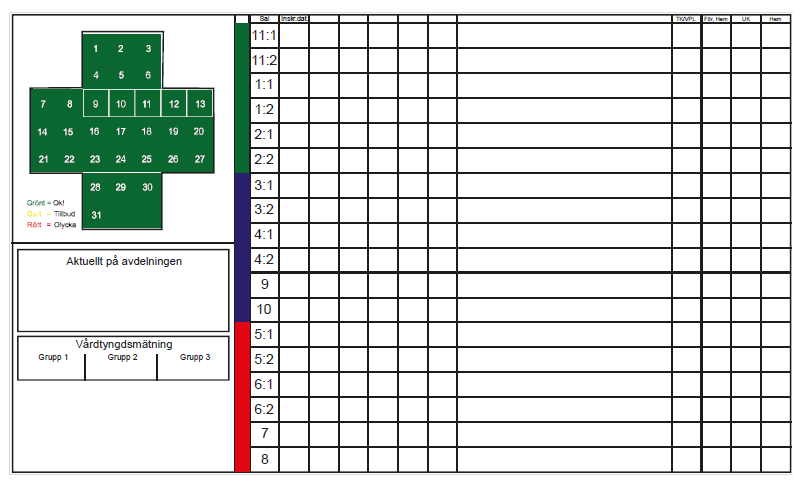 1 2 3
4 5 6
7 8 9 10 11 12 13
14 15 16 17 18 19 20
21 22 23 24 25 26 27
28 29 30
31
Grönt = Ok!
Gult = Tillbud
Rött = Olycka
Aktuellt på avdelningen
Vårdtyngdsmätning
Grupp 1 Grupp 2 Grupp 3
Sal Inskr.dat. TK/VPL För, Hem UK Hem
11:1
11:2
1:1
1:2
2:1
2:2
3:1
3:2
4:1
4:2
9
10
5:1
5:2
6:1
6:2
7
8